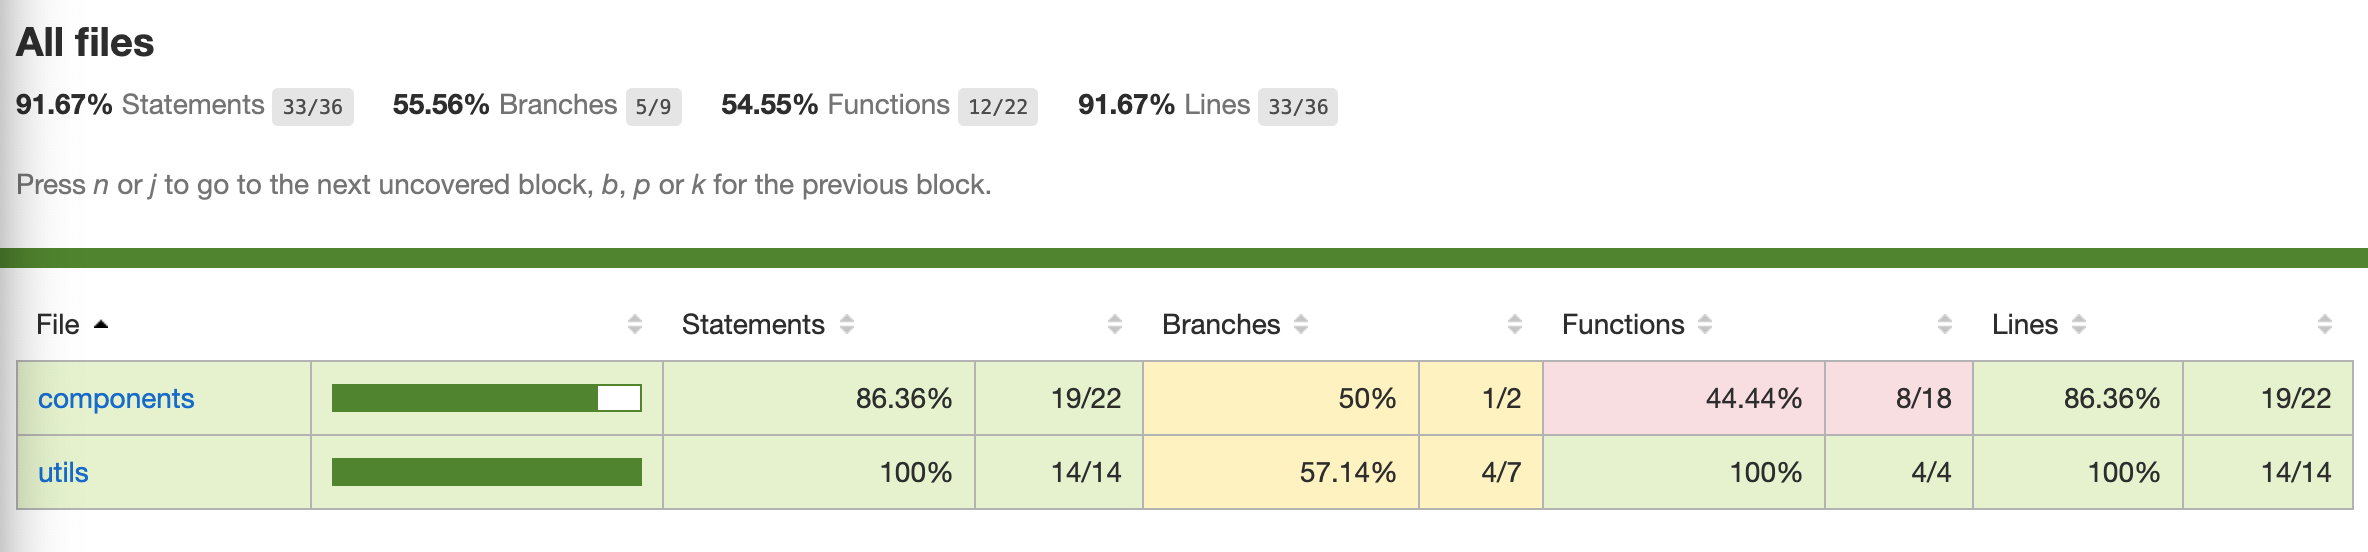 All files
91.67% Statements 33/36 55.56% Branches 5/9 54.55% Functions 12/22 91.67% Lines 33/36
Press n or j to go to the next uncovered block, b, p or k for the previous block.
File Statements Branches Functions Lines
components 86.36% 19/22 50% 1/2 44.44% 8/18 86.36% 19/22
utils 100% 14/14 57.14% 4/7 100% 4/4 100% 14/14